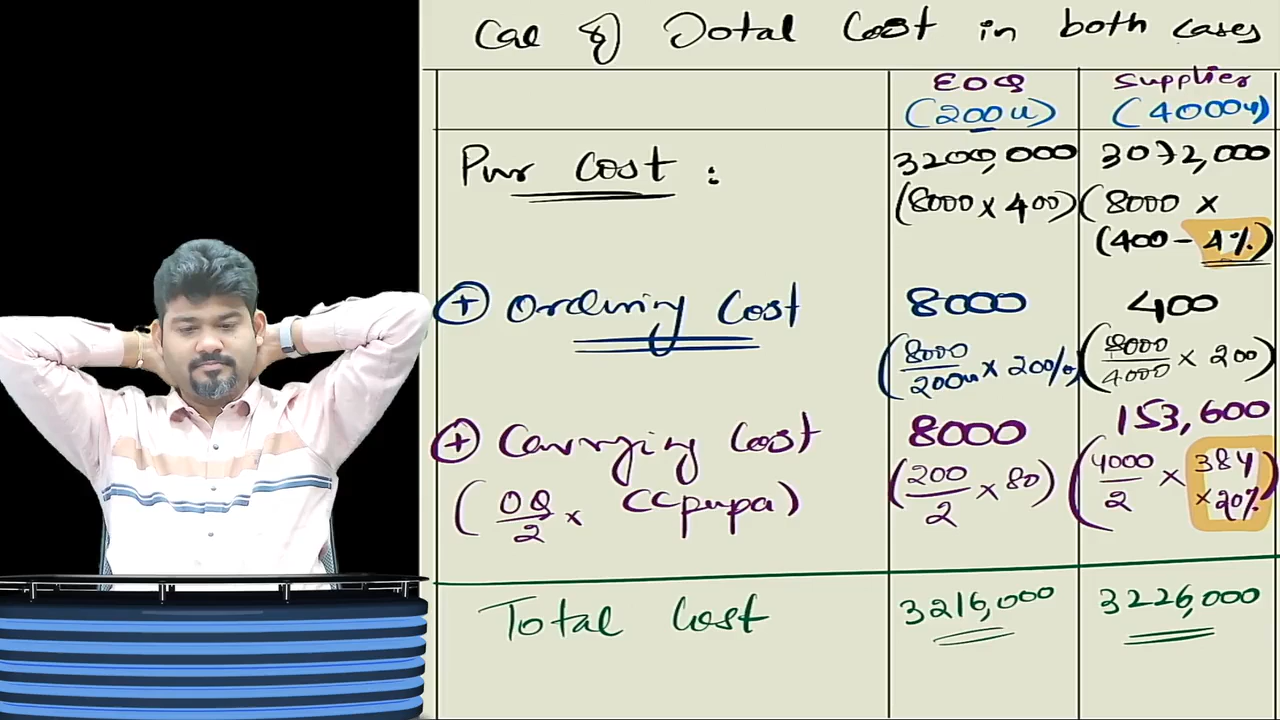 Cal of Total Cost in both cases
EOQ Supplier
(200u) (4000u)
Pur Cost : 3200,000 3072,000
(8000 x 400) (8000 x
(400 - 4%)
+ Ordering Cost 8000 400
(8000/200u x 200/o) (8000/4000 x 200)
+ Carrying Cost 8000 153,600
(OQ/2 x CCpupa) (200/2 x 80) (4000/2 x 384
x 20%)
Total Cost 3216,000 3226,000